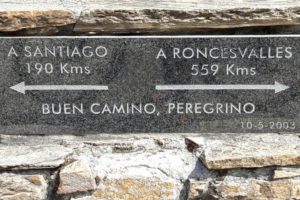 A SANTIAGO A RONCESVALLES
190 Kms 559 Kms
BUEN CAMINO, PEREGRINO
10-5-2003